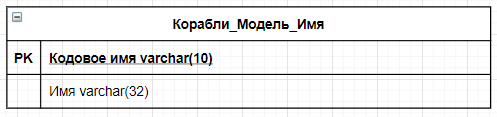 Корабли_Модель_Имя
PK Кодовое имя varchar(10)
Имя varchar(32)